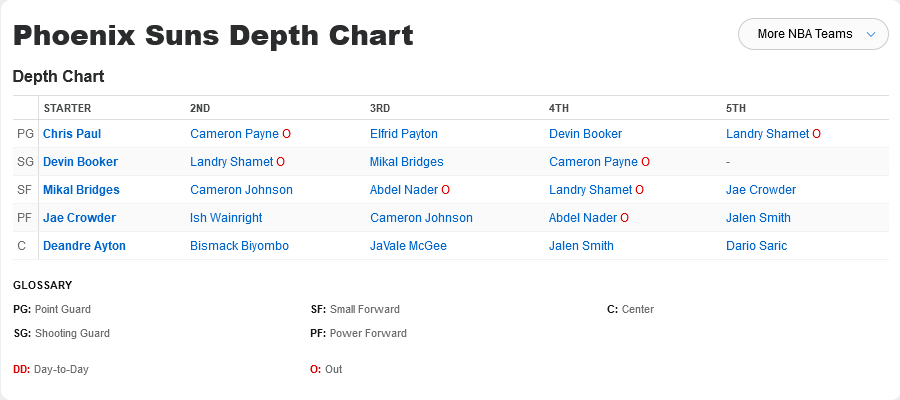 Phoenix Suns Depth Chart
More NBA Teams
Depth Chart
STARTER 2ND 3RD 4TH 5TH
PG Chris Paul Cameron Payne O Elfrid Payton Devin Booker Landry Shamet O
SG Devin Booker Landry Shamet O Mikal Bridges Cameron Payne O -
SF Mikal Bridges Cameron Johnson Abdel Nader O Landry Shamet O Jae Crowder
PF Jae Crowder Ish Wainright Cameron Johnson Abdel Nader O Jalen Smith
C Deandre Ayton Bismack Biyombo JaVale McGee Jalen Smith Dario Saric
GLOSSARY
PG: Point Guard SF: Small Forward C: Center
SG: Shooting Guard PF: Power Forward
DD: Day-to-Day O: Out